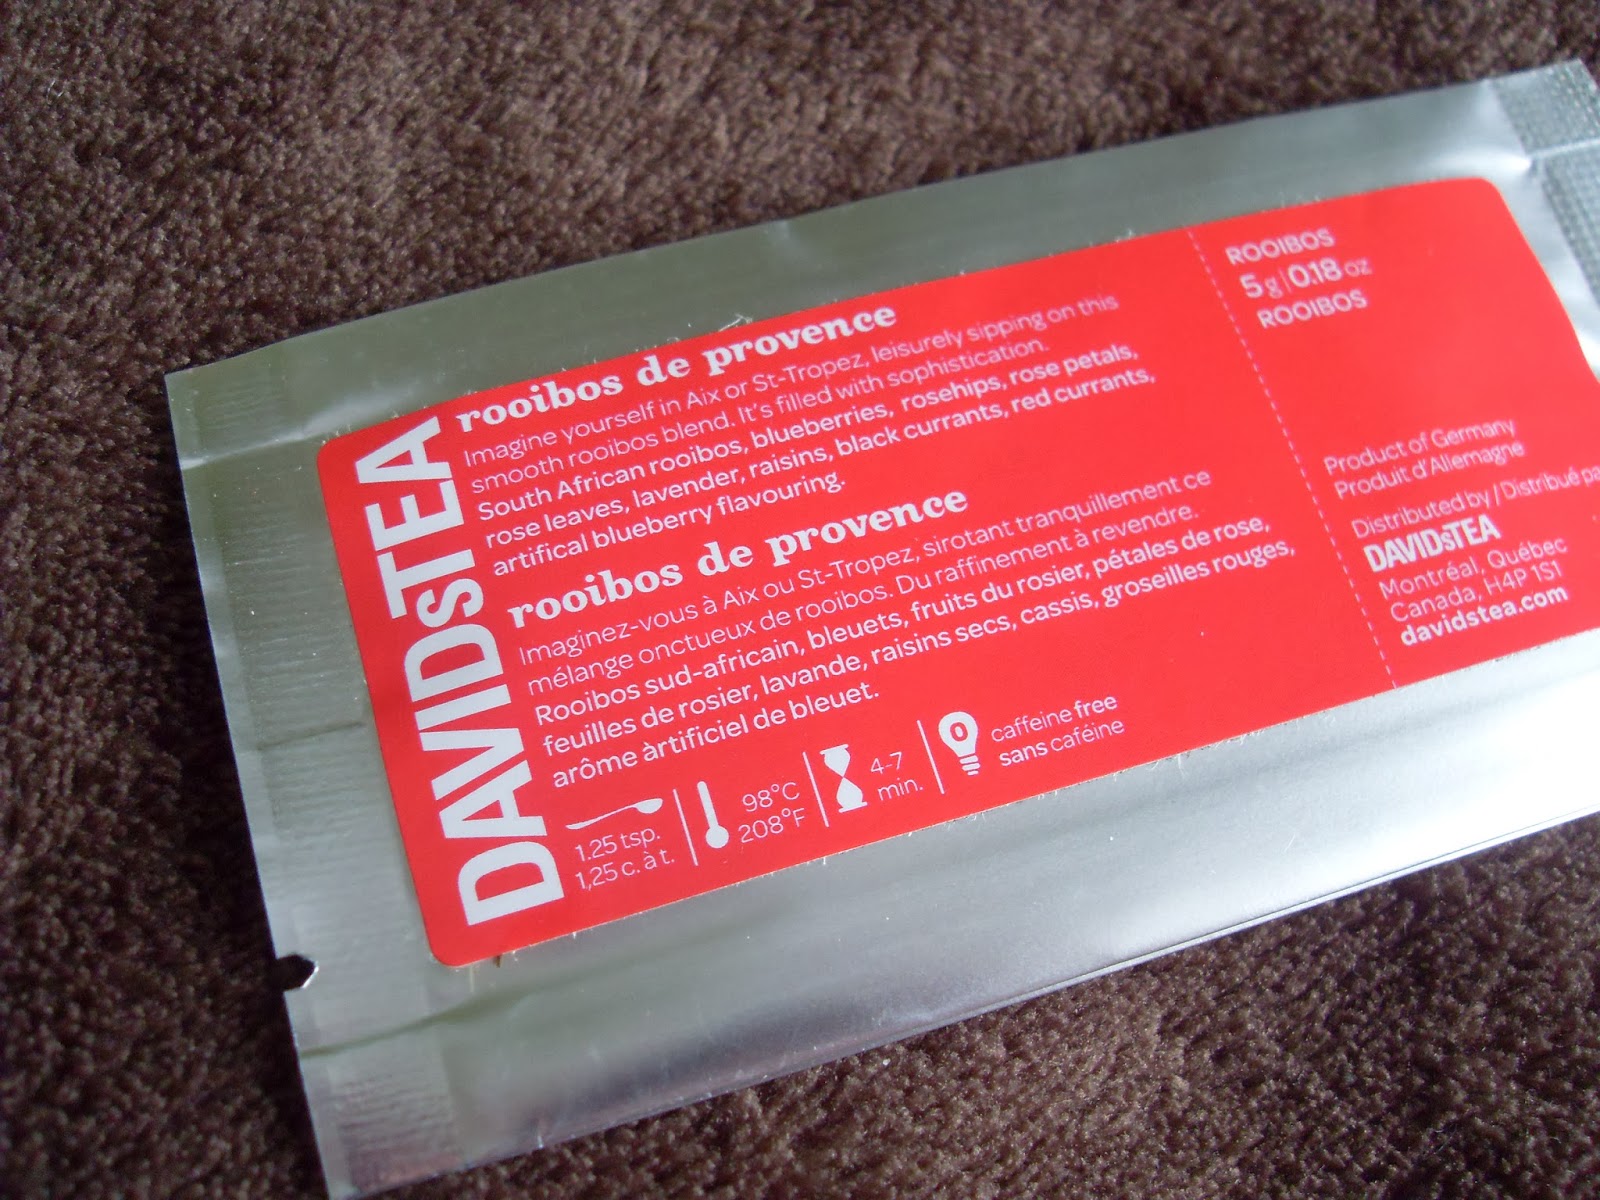 DAVIDsTEA
rooibos de provence
Imagine yourself in Aix or St-Tropez, leisurely sipping on this
smooth rooibos blend. It's filled with sophistication.
South African rooibos, blueberries, rosehips, rose petals,
rose leaves, lavender, raisins, black currants, red currants,
artifical blueberry flavouring.
rooibos de provence
Imaginez-vous à Aix ou St-Tropez, sirotant tranquillement ce
mélange onctueux de rooibos. Du raffinement à revendre.
Rooibos sud-africain, bleuets, fruits du rosier, pétales de rose,
feuilles de rosier, lavande, raisins secs, cassis, groseilles rouges,
arôme àrtificiel de bleuet.
1.25 tsp.
1,25 c. à t.
98°C
208°F
4-7
min.
0
caffeine free
sans caféine
ROOIBOS
5 g | 0.18 oz
ROOIBOS
Product of Germany
Produit d'Allemagne
Distributed by / Distribué pa
DAVIDsTEA
Montréal, Québec
Canada, H4P 1S1
davidstea.com